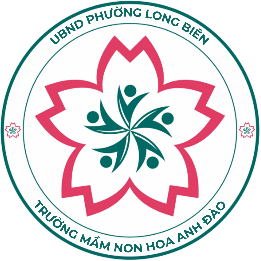 UBND PHƯỜNG LONG BIÊN
TRƯỜNG MẦM NON HOA ANH ĐÀO